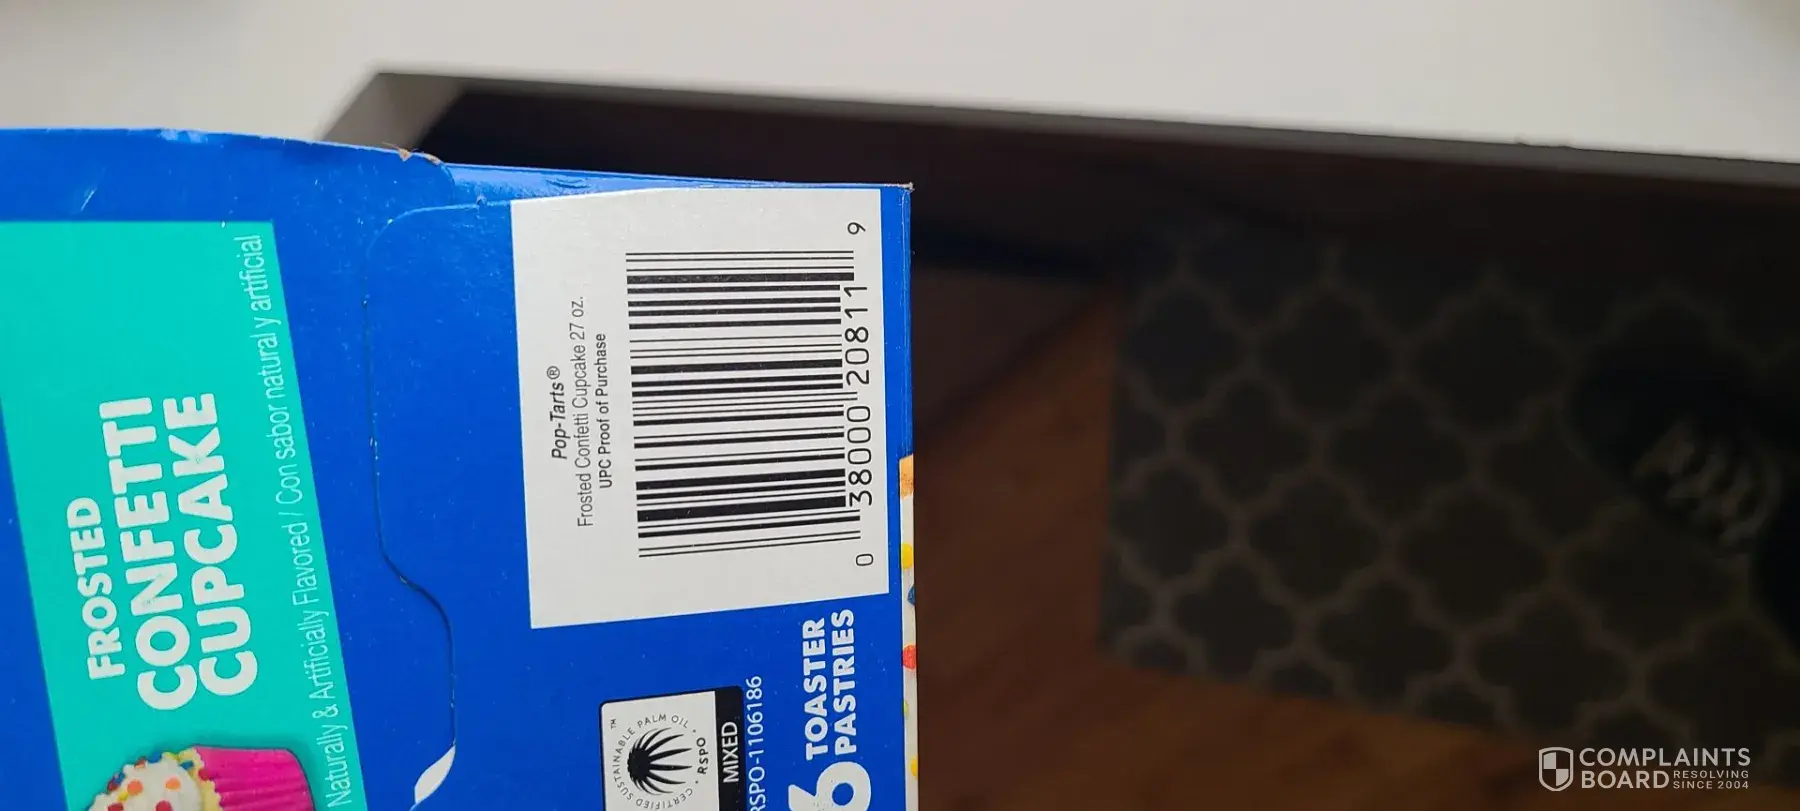 FROSTED
CONFETTI
CUPCAKE
Naturally & Artificially Flavored / Con sabor natural y artificial
Pop-Tarts®
Frosted Confetti Cupcake 27 oz.
UPC Proof of Purchase
0 38000 20811 9
TOASTER
PASTRIES
CERTIFIED SUSTAINABLE PALM OIL
RSPO
TM
MIXED
RSPO-1106186
COMPLAINTS
BOARD RESOLVING
SINCE 2004